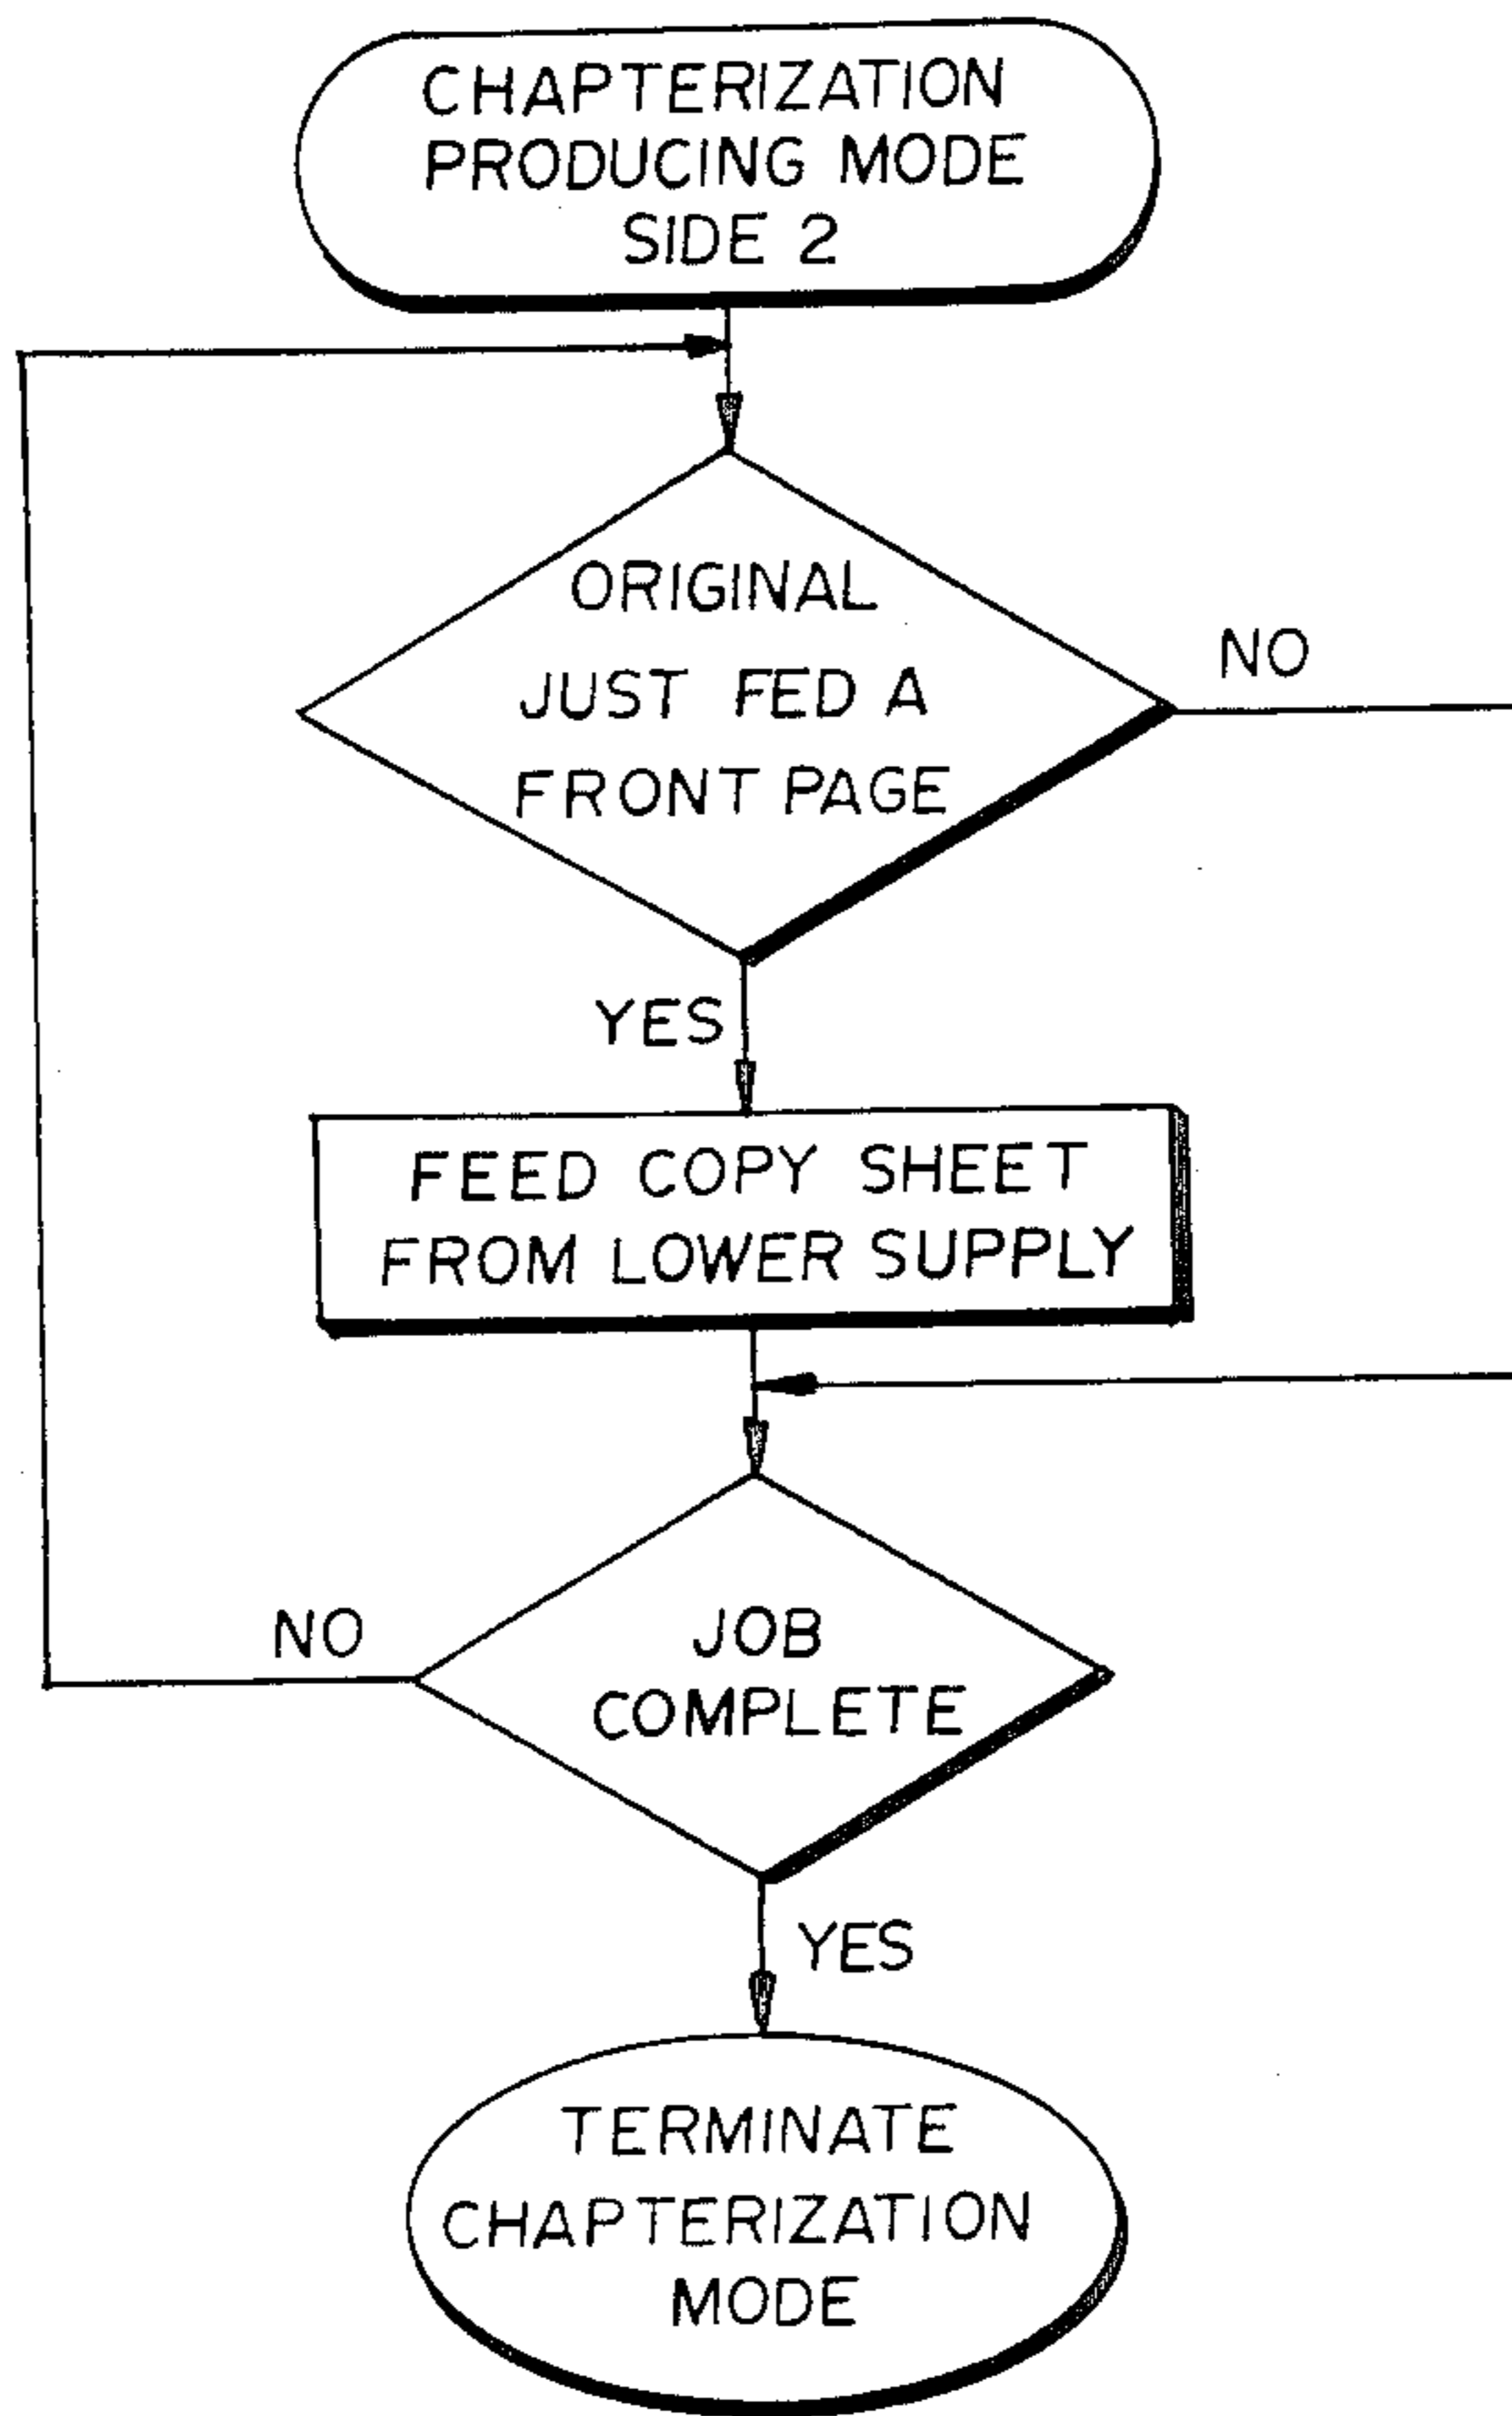 CHAPTERIZATION
PRODUCING MODE
SIDE 2
ORIGINAL
JUST FED A
FRONT PAGE
NO
YES
FEED COPY SHEET
FROM LOWER SUPPLY
JOB
COMPLETE
NO
YES
TERMINATE
CHAPTERIZATION
MODE